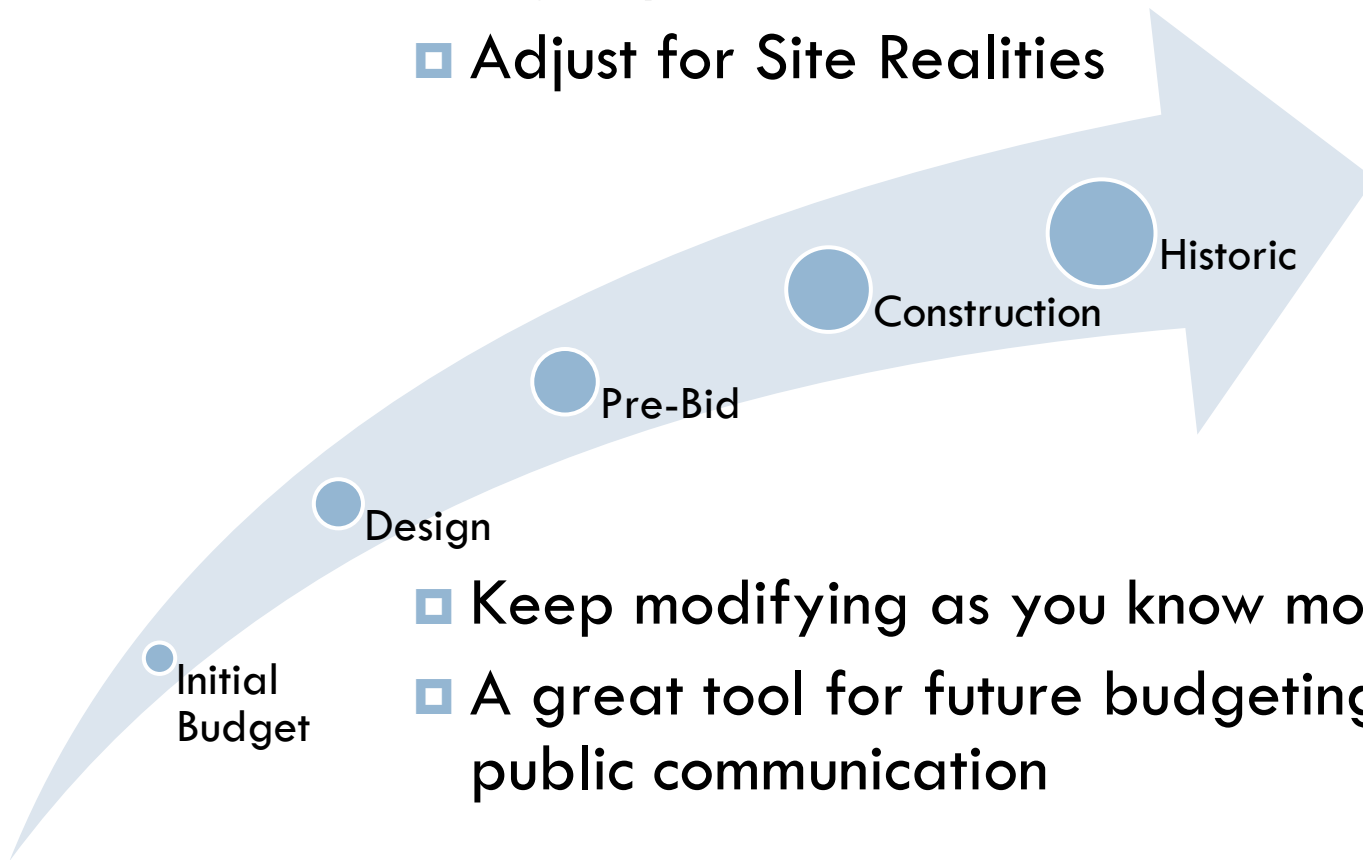 Adjust for Site Realities
Historic
Construction
Pre-Bid
Design
Initial
Budget
Keep modifying as you know mo
A great tool for future budgeting
public communication